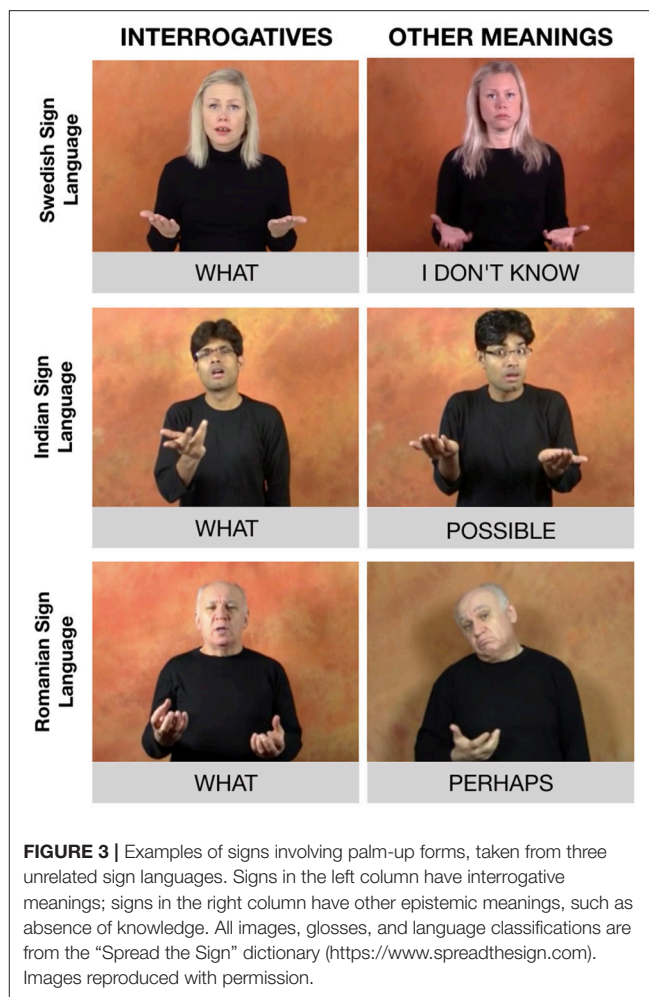 INTERROGATIVES OTHER MEANINGS
Swedish Sign
Language
WHAT I DON'T KNOW
Indian Sign
Language
WHAT POSSIBLE
Romanian Sign
Language
WHAT PERHAPS
FIGURE 3 | Examples of signs involving palm-up forms, taken from three
unrelated sign languages. Signs in the left column have interrogative
meanings; signs in the right column have other epistemic meanings, such as
absence of knowledge. All images, glosses, and language classifications are
from the “Spread the Sign” dictionary (https://www.spreadthesign.com).
Images reproduced with permission.